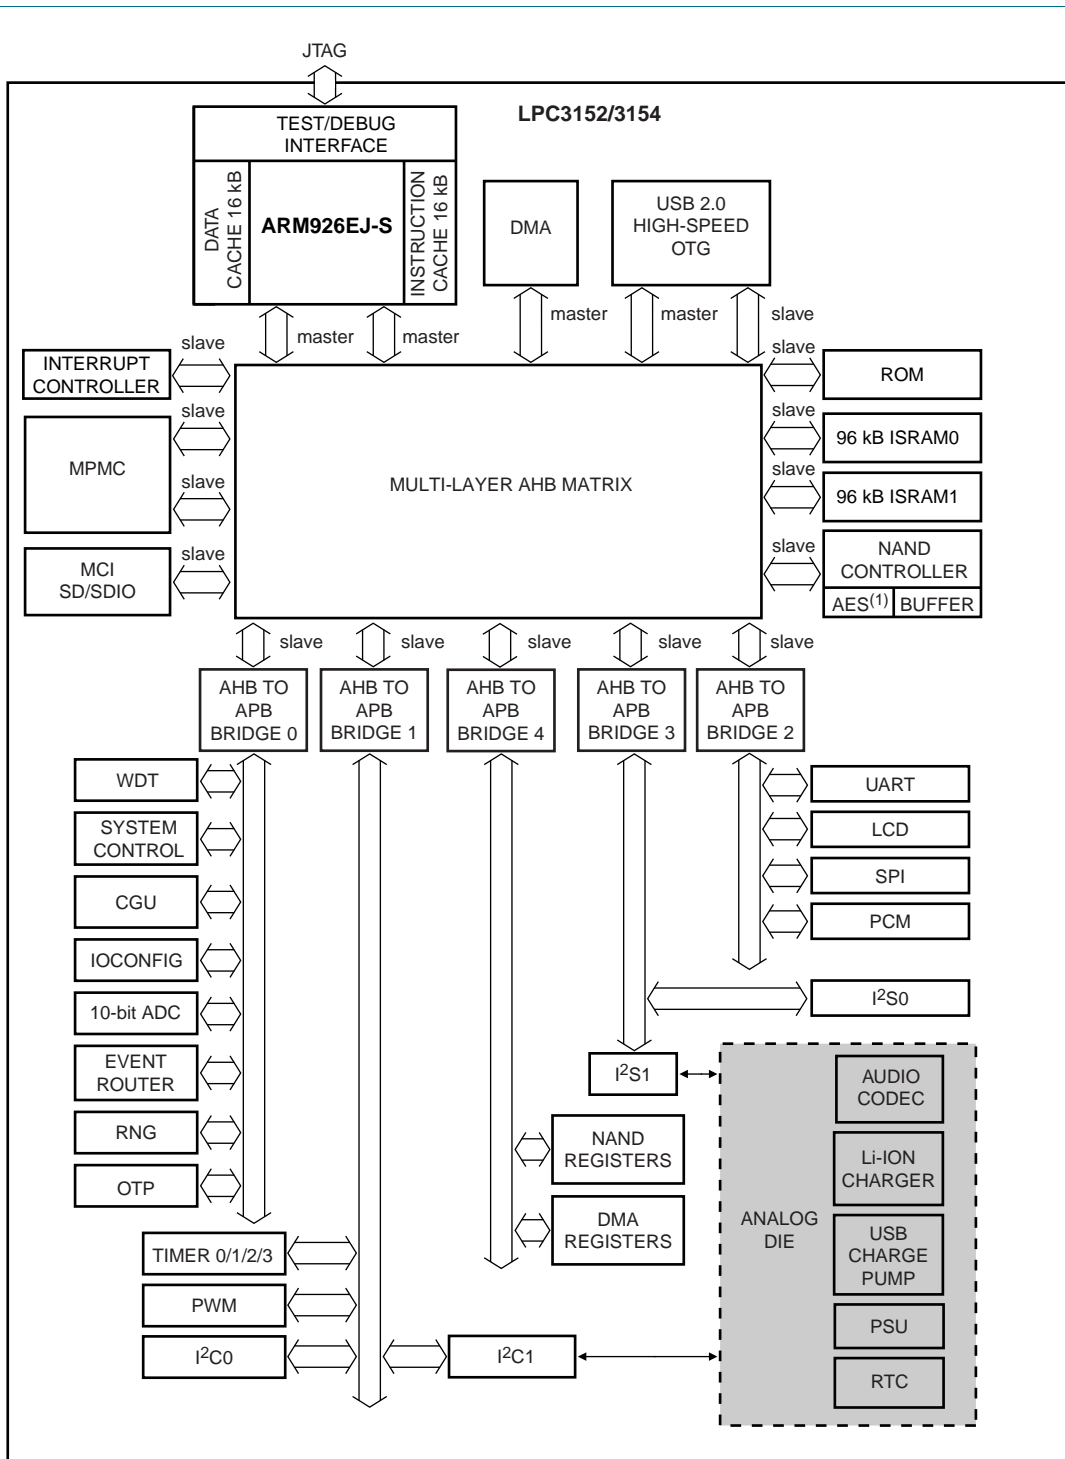 JTAG
LPC3152/3154
TEST/DEBUG
INTERFACE
DATA
CACHE 16 kB
ARM926EJ-S
INSTRUCTION
CACHE 16 kB
DMA
USB 2.0
HIGH-SPEED
OTG
master
master
master
master
slave
slave
INTERRUPT
CONTROLLER
slave
MPMC
slave
slave
MCI
SD/SDIO
MULTI-LAYER AHB MATRIX
slave
ROM
slave
96 kB ISRAM0
slave
96 kB ISRAM1
slave
NAND
CONTROLLER
AES(1)
BUFFER
slave
slave
slave
slave
slave
AHB TO
APB
BRIDGE 0
AHB TO
APB
BRIDGE 1
AHB TO
APB
BRIDGE 4
AHB TO
APB
BRIDGE 3
AHB TO
APB
BRIDGE 2
WDT
SYSTEM
CONTROL
CGU
IOCONFIG
10-bit ADC
EVENT
ROUTER
RNG
OTP
UART
LCD
SPI
PCM
I2S0
I2S1
NAND
REGISTERS
DMA
REGISTERS
TIMER 0/1/2/3
PWM
I2C0
I2C1
ANALOG
DIE
AUDIO
CODEC
Li-ION
CHARGER
USB
CHARGE
PUMP
PSU
RTC